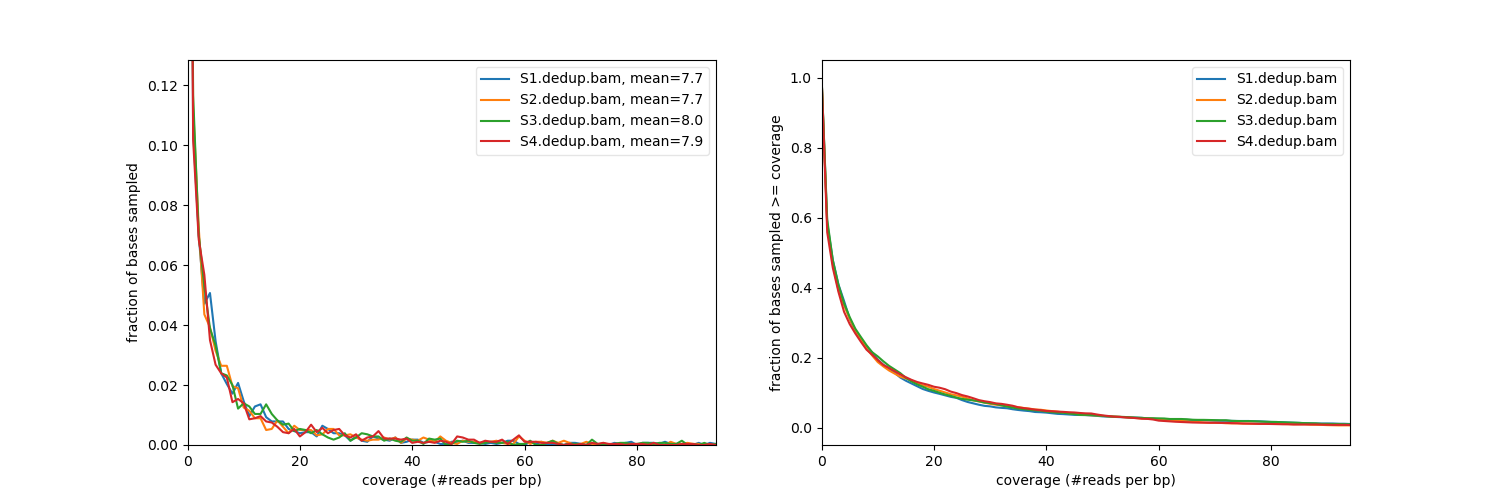 0.12
0.10
0.08
0.06
0.04
0.02
0.00
fraction of bases sampled
S1.dedup.bam, mean=7.7
S2.dedup.bam, mean=7.7
S3.dedup.bam, mean=8.0
S4.dedup.bam, mean=7.9
0 20 40 60 80
coverage (#reads per bp)
1.0
0.8
0.6
0.4
0.2
0.0
fraction of bases sampled >= coverage
S1.dedup.bam
S2.dedup.bam
S3.dedup.bam
S4.dedup.bam
0 20 40 60 80
coverage (#reads per bp)